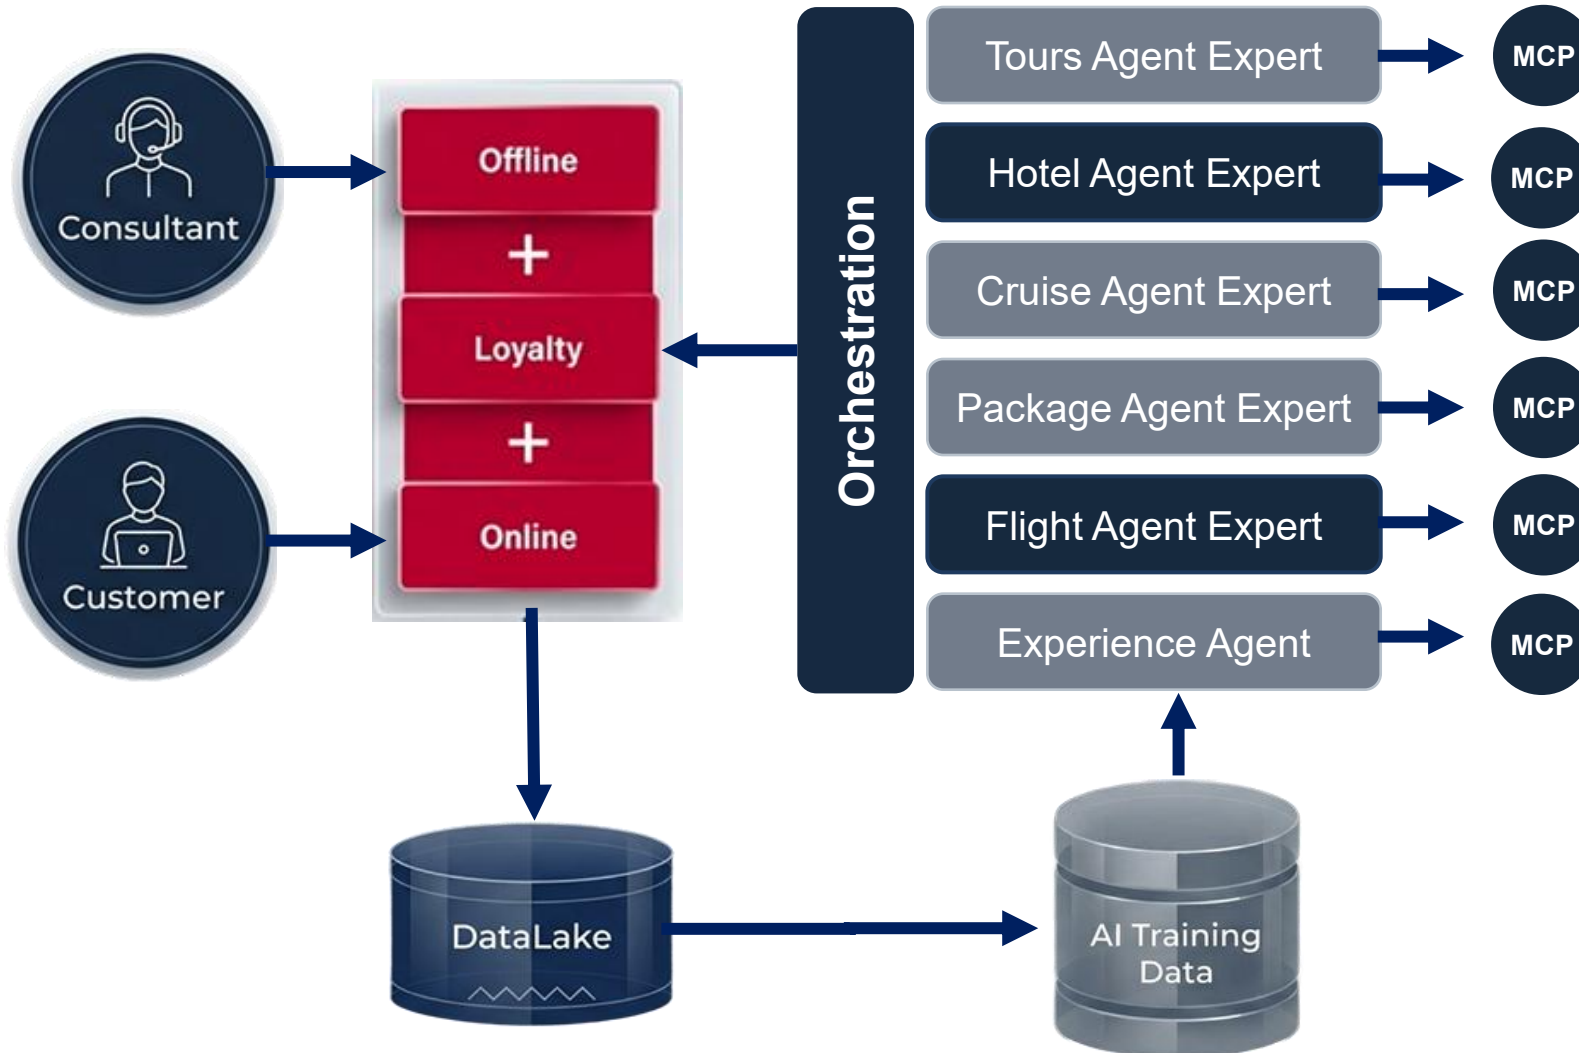 Consultant
Customer
Offline
+
Loyalty
+
Online
Orchestration
Tours Agent Expert
MCP
Hotel Agent Expert
MCP
Cruise Agent Expert
MCP
Package Agent Expert
MCP
Flight Agent Expert
MCP
Experience Agent
MCP
DataLake
AI Training
Data